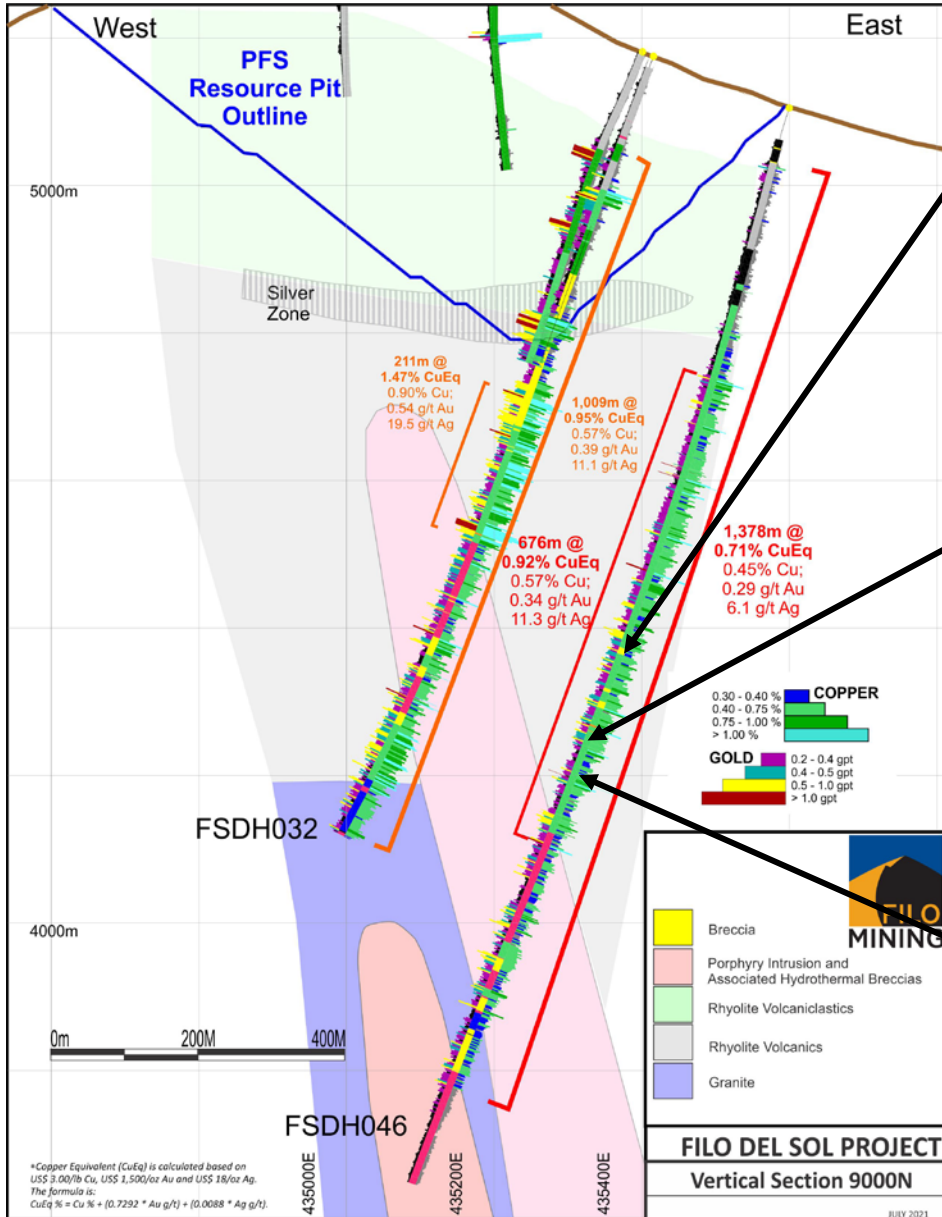 West
East
PFS
Resource Pit
Outline
5000m
Silver
Zone
211m @
1.47% CuEq
0.90% Cu;
0.54 g/t Au
19.5 g/t Ag
1,009m @
0.95% CuEq
0.57% Cu;
0.39 g/t Au
11.1 g/t Ag
676m @
0.92% CuEq
0.57% Cu;
0.34 g/t Au
11.3 g/t Ag
1,378m @
0.71% CuEq
0.45% Cu;
0.29 g/t Au
6.1 g/t Ag
COPPER
0.30 - 0.40 %
0.40 - 0.75 %
0.75 - 1.00 %
> 1.00 %
GOLD
0.2 - 0.4 gpt
0.4 - 0.5 gpt
0.5 - 1.0 gpt
> 1.0 gpt
FSDH032
FILO
MINING
Breccia
Porphyry Intrusion and
Associated Hydrothermal Breccias
Rhyolite Volcaniclastics
Rhyolite Volcanics
Granite
4000m
0m 200M 400M
FSDH046
435000E
435200E
435400E
*Copper Equivalent (CuEq) is calculated based on
US$ 3.00/lb Cu, US$ 1,500/oz Au and US$ 18/oz Ag.
The formula is:
CuEq % = Cu % + (0.7292 * Au g/t) + (0.0088 * Ag g/t).
FILO DEL SOL PROJECT
Vertical Section 9000N
JULY 2021